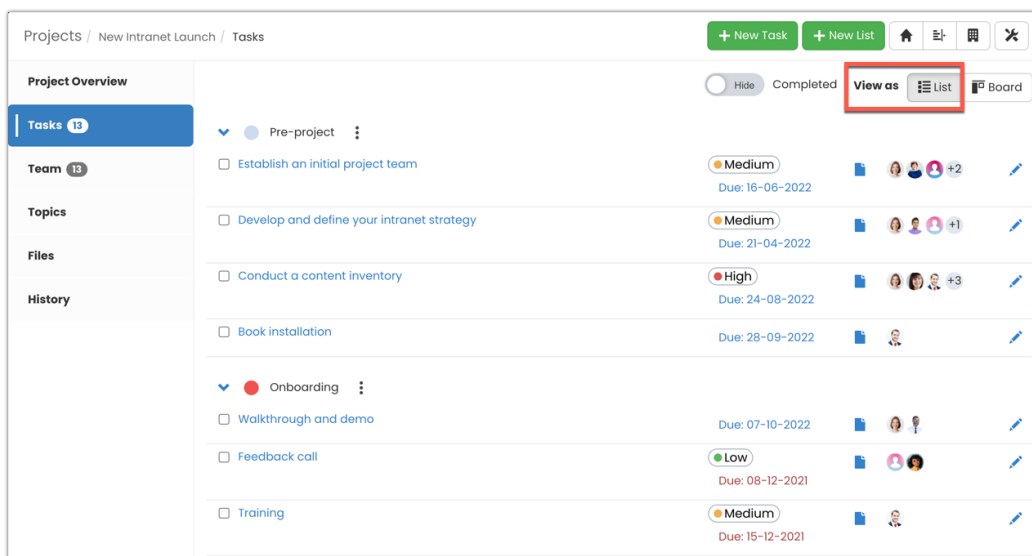 Projects / New Intranet Launch / Tasks
+ New Task
+ New List
Project Overview
Hide Completed View as List Board
Tasks 13
Pre-project
Establish an initial project team Medium +2
Due: 16-06-2022
Team 13
Develop and define your intranet strategy Medium +1
Due: 21-04-2022
Topics
Files
Conduct a content inventory High +3
Due: 24-08-2022
History
Book installation Due: 28-09-2022
Onboarding
Walkthrough and demo Due: 07-10-2022
Feedback call Low
Due: 08-12-2021
Training Medium
Due: 15-12-2021